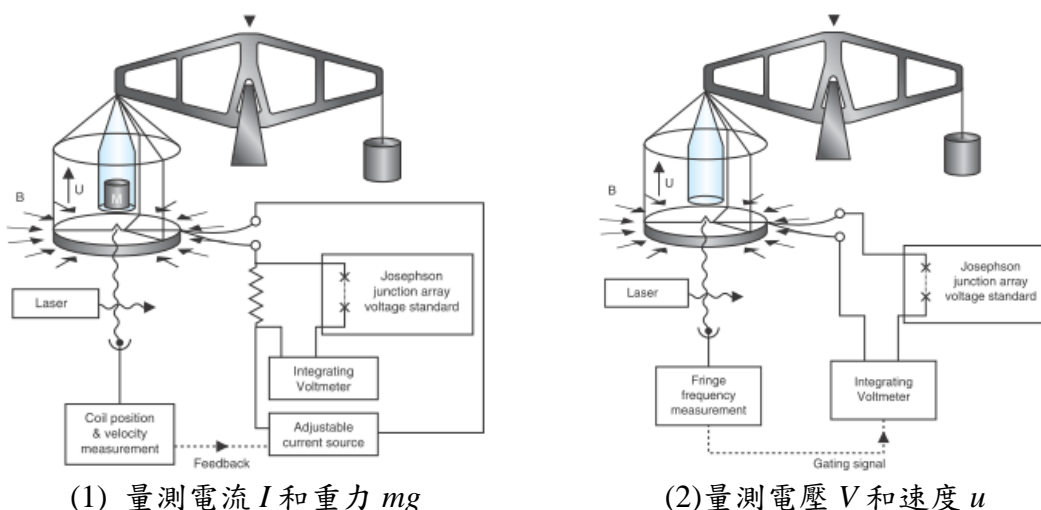 B
U
M
Laser
Josephson
junction array
voltage standard
Integrating
Voltmeter
Coil position
& velocity
measurement
Adjustable
current source
Feedback
(1) 量測電流 I 和重力 mg
B
U
Laser
Josephson
junction array
voltage standard
Fringe
frequency
measurement
Integrating
Voltmeter
Gating signal
(2)量測電壓 V 和速度 u